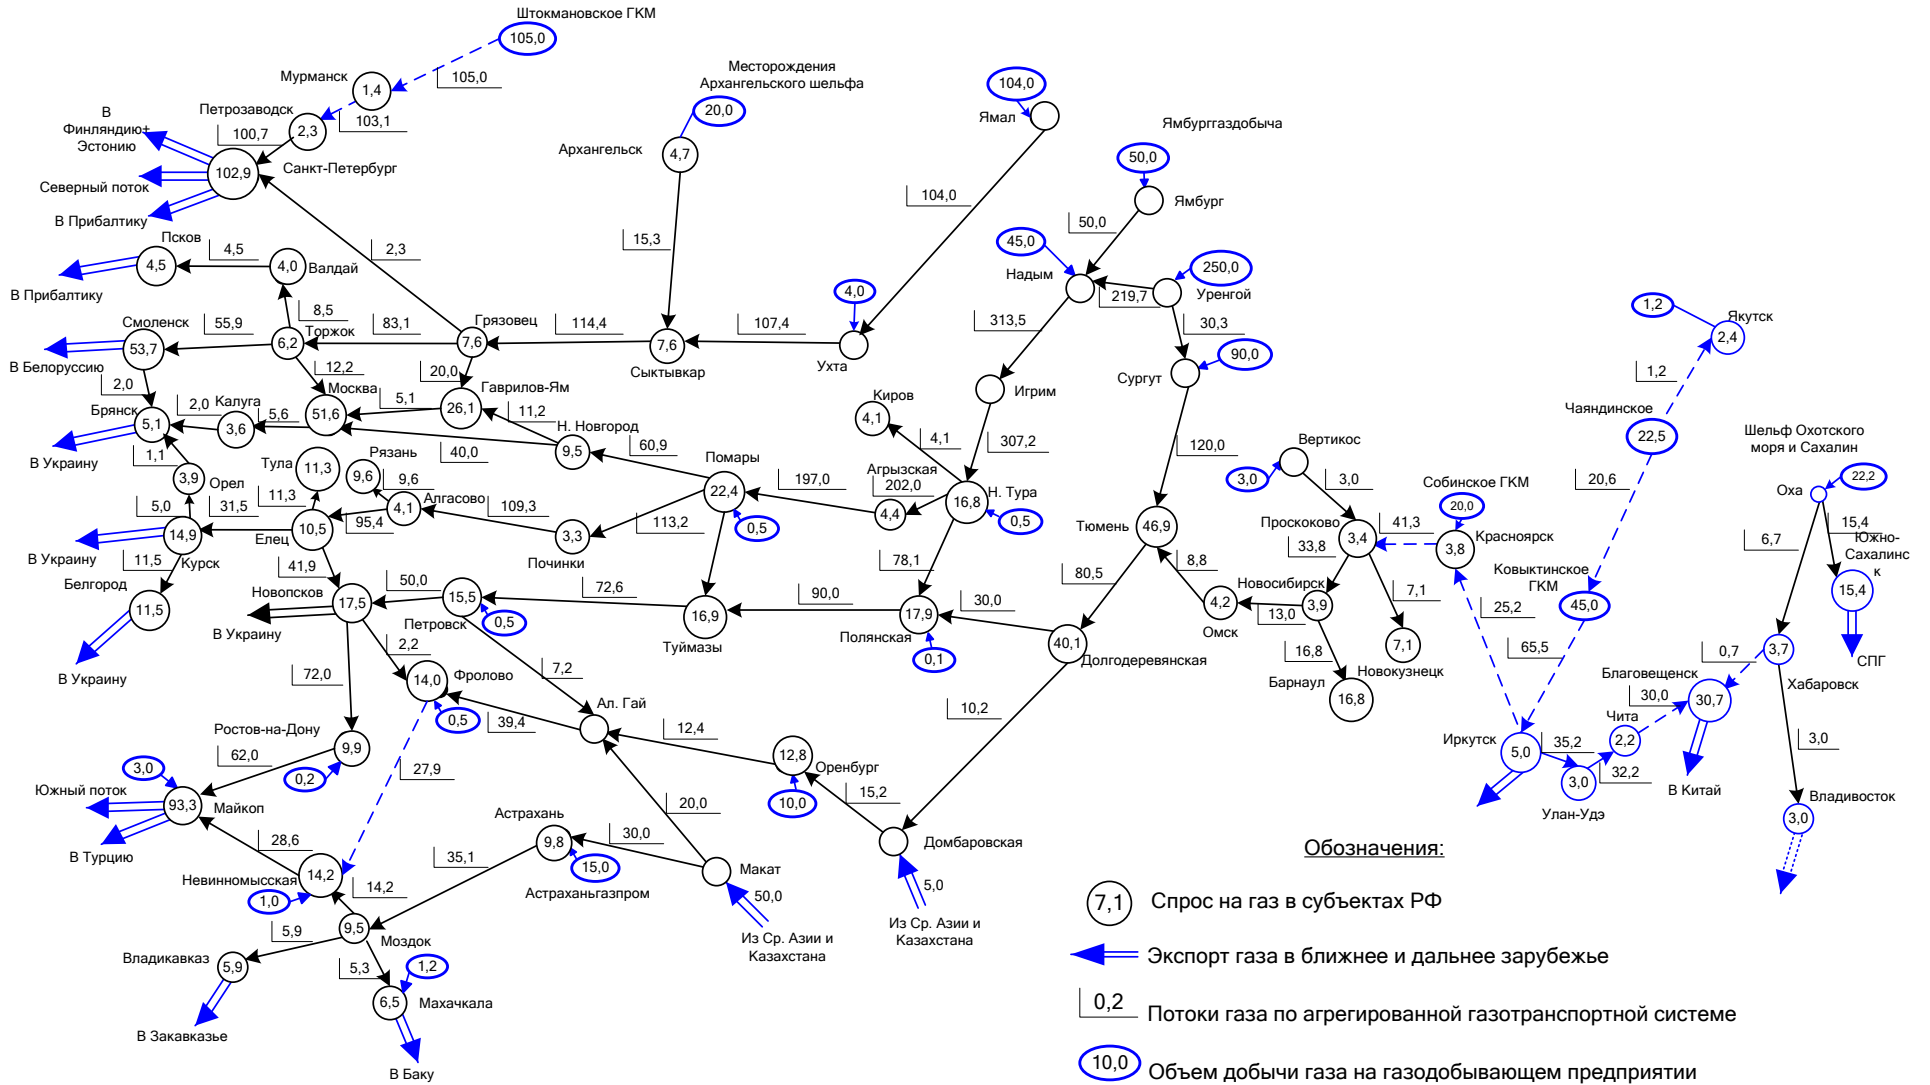 Штокмановское ГКМ
105,0
Мурманск
1,4
105,0
Петрозаводск
2,3
103,1
100,7
В
Финляндию+
Эстонию
Северный поток
В Прибалтику
102,9
Санкт-Петербург
Месторождения
Архангельского шельфа
20,0
Архангельск
4,7
15,3
104,0
Ямал
104,0
Ямбурггаздобыча
50,0
Ямбург
50,0
45,0
Надым
250,0
Уренгой
219,7
313,5
30,3
90,0
Сургут
Псков
4,5
4,5
4,0
Валдай
2,3
В Прибалтику
8,5
Смоленск
55,9
53,7
Торжок
6,2
83,1
Грязовец
7,6
114,4
7,6
Сыктывкар
107,4
4,0
Ухта
В Белоруссию
2,0
12,2
20,0
Москва
51,6
5,1
Гаврилов-Ям
26,1
11,2
Игрим
Брянск
5,1
2,0
Калуга
3,6
5,6
Н. Новгород
9,5
40,0
60,9
Киров
4,1
4,1
307,2
120,0
В Украину
1,1
3,9
Орел
Тула
11,3
11,3
Рязань
9,6
9,6
Алгасово
4,1
Помары
22,4
0,5
197,0
Агрызская
202,0
4,4
16,8
Н. Тура
0,5
5,0
31,5
10,5
Елец
95,4
109,3
113,2
3,3
Починки
14,9
Курск
В Украину
11,5
Белгород
11,5
В Украину
41,9
Новопсков
17,5
В Украину
50,0
15,5
Петровск
0,5
72,6
16,9
Туймазы
90,0
78,1
17,9
Полянская
0,1
30,0
Тюмень
46,9
80,5
8,8
40,1
Долгодеревянская
Вертикос
3,0
3,0
Проскоково
3,4
33,8
41,3
Собинское ГКМ
20,0
Красноярск
3,8
Новосибирск
3,9
4,2
Омск
13,0
7,1
7,1
Новокузнецк
16,8
Барнаул
16,8
1,2
Якутск
2,4
1,2
Чаяндинское
22,5
20,6
Ковыктинское
ГКМ
45,0
25,2
65,5
Шельф Охотского
моря и Сахалин
22,2
Оха
6,7
15,4
Южно-
Сахалинс
к
15,4
СПГ
3,7
Хабаровск
0,7
Благовещенск
30,7
30,0
В Китай
Чита
2,2
32,2
Иркутск
5,0
35,2
3,0
Улан-Удэ
3,0
Владивосток
3,0
2,2
72,0
14,0
Фролово
0,5
7,2
Ал. Гай
39,4
12,4
12,8
Оренбург
10,0
15,2
10,2
Домбаровская
5,0
Из Ср. Азии и
Казахстана
Ростов-на-Дону
9,9
0,2
62,0
3,0
Южный поток
93,3
Майкоп
В Турцию
27,9
28,6
14,2
Невинномысская
1,0
14,2
35,1
Астрахань
9,8
15,0
Астраханьгазпром
30,0
20,0
Макат
50,0
Из Ср. Азии и
Казахстана
9,5
Моздок
5,9
Владикавказ
5,9
В Закавказье
5,3
1,2
6,5
Махачкала
В Баку
Обозначения:
7,1
Спрос на газ в субъектах РФ
Экспорт газа в ближнее и дальнее зарубежье
0,2
Потоки газа по агрегированной газотранспортной системе
10,0
Объем добычи газа на газодобывающем предприятии